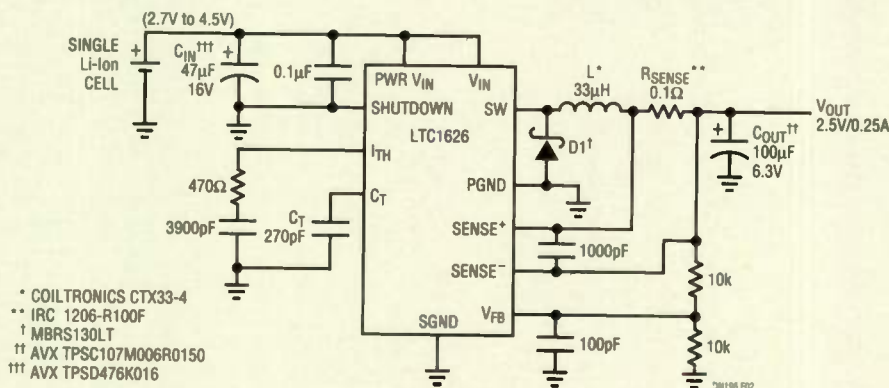 (2.7V to 4.5V)
SINGLE
Li-Ion
CELL
+
C_IN†††
47µF
16V
+
0.1µF
PWR V_IN
V_IN
SHUTDOWN
LTC1626
SW
I_TH
C_T
PGND
SENSE+
SENSE−
V_FB
SGND
470Ω
3900pF
C_T
270pF
L*
33µH
R_SENSE**
0.1Ω
D1†
V_OUT
2.5V/0.25A
+
C_OUT††
100µF
6.3V
1000pF
10k
100pF
10k
* COILTRONICS CTX33-4
** IRC 1206-R100F
† MBRS130LT
†† AVX TPSC107M006R0150
††† AVX TPSD476K016